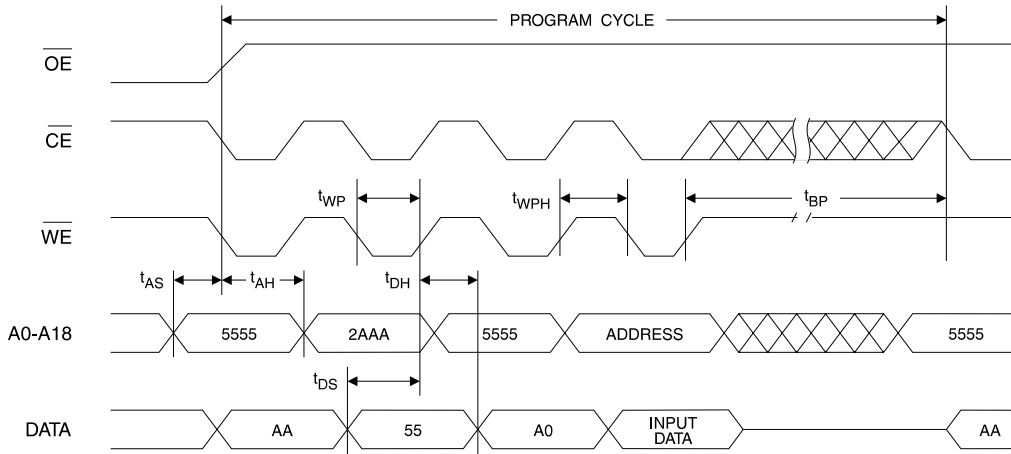 PROGRAM CYCLE
OE
CE
tWP
tWPH
tBP
WE
tAS
tAH
tDH
A0-A18
5555
2AAA
5555
ADDRESS
5555
tDS
DATA
AA
55
A0
INPUT
DATA
AA